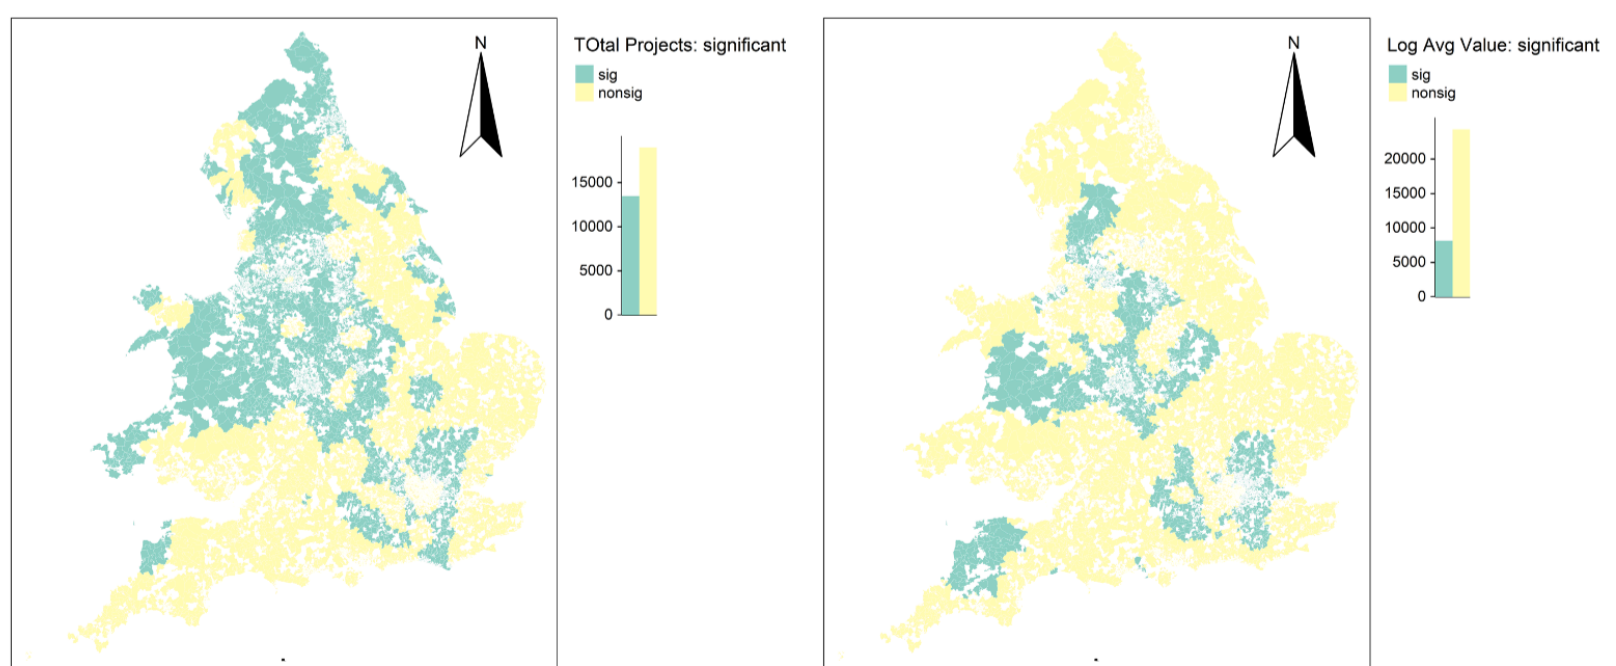 N
TOtal Projects: significant
sig
nonsig
15000
10000
5000
0
N
Log Avg Value: significant
sig
nonsig
20000
15000
10000
5000
0